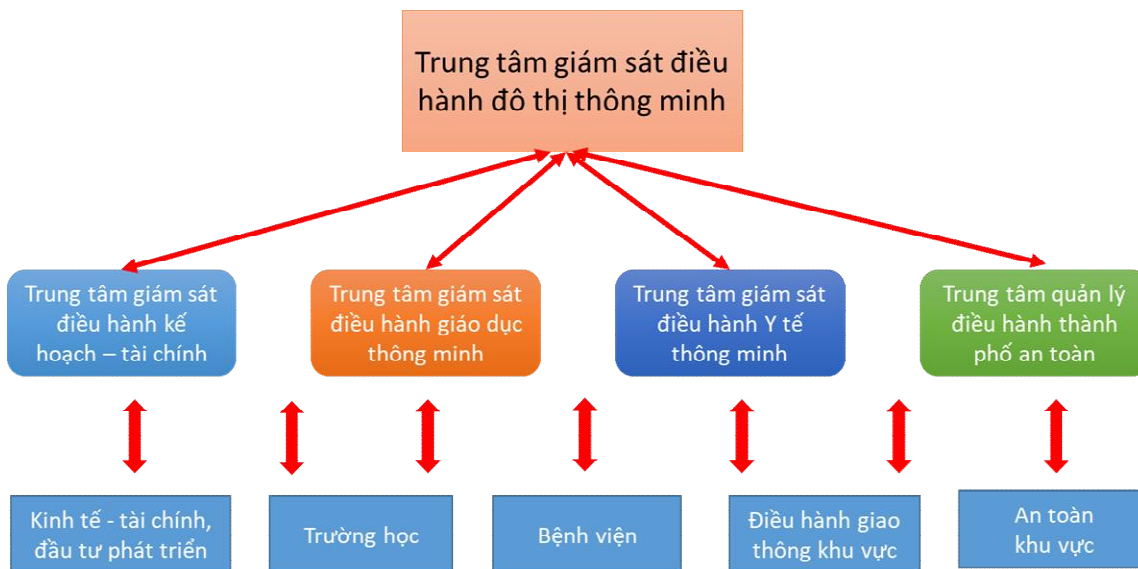 Trung tâm giám sát điều
hành đô thị thông minh
Trung tâm giám sát
điều hành kế
hoạch – tài chính
Trung tâm giám sát
điều hành giáo dục
thông minh
Trung tâm giám sát
điều hành Y tế
thông minh
Trung tâm quản lý
điều hành thành
phố an toàn
Kinh tế - tài chính,
đầu tư phát triển
Trường học
Bệnh viện
Điều hành giao
thông khu vực
An toàn
khu vực